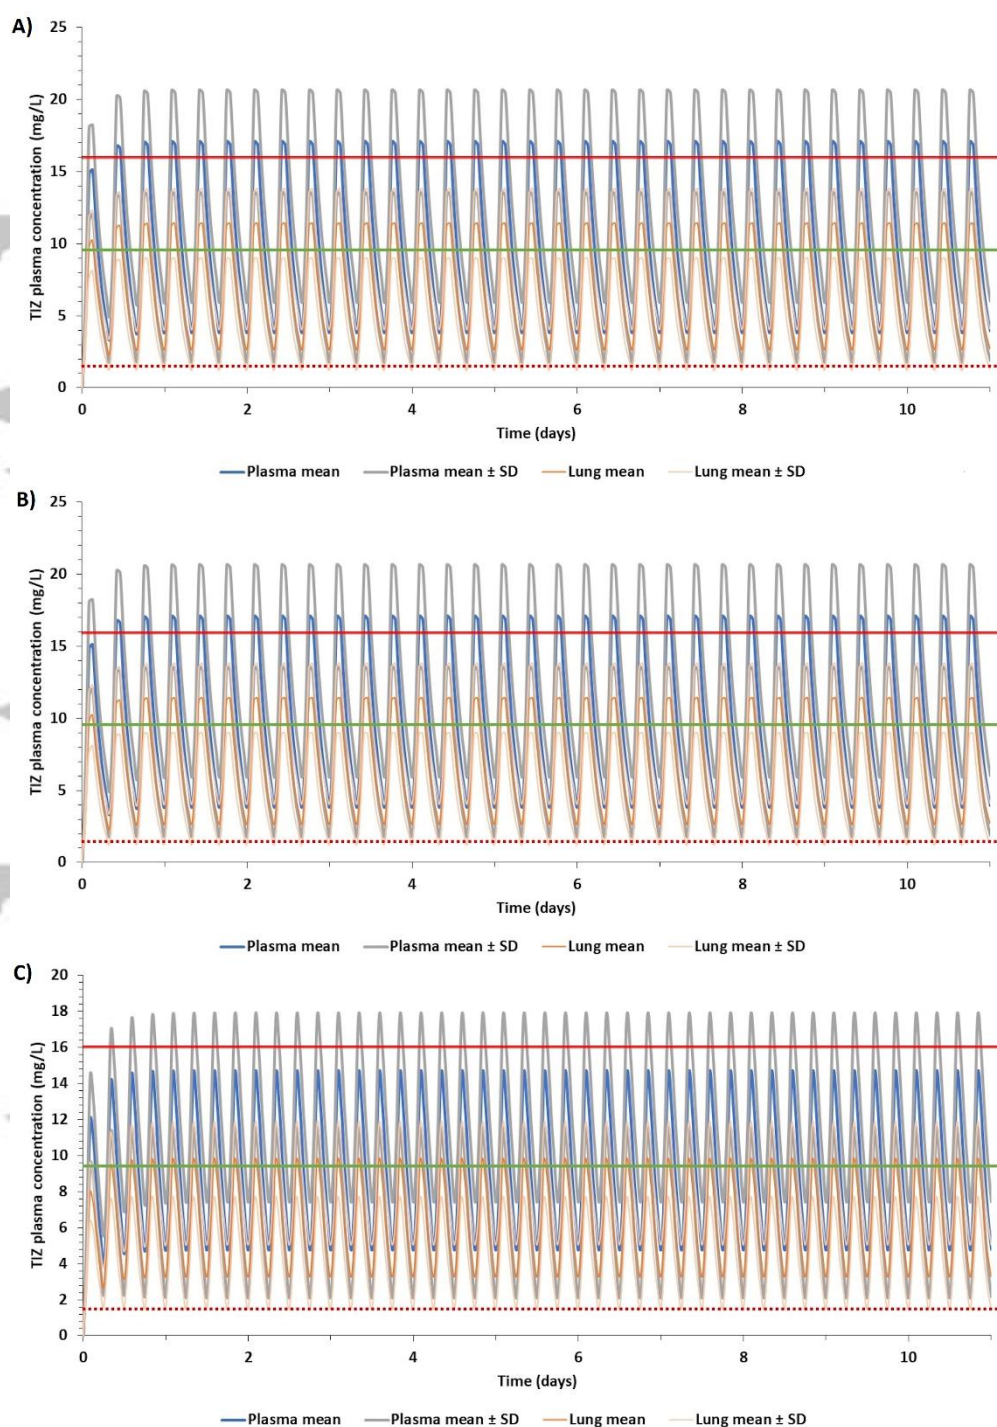 A)
25
20
15
10
5
0
TIZ plasma concentration (mg/L)
0 2 4 6 8 10
Time (days)
Plasma mean Plasma mean ± SD Lung mean Lung mean ± SD
B)
25
20
15
10
5
0
TIZ plasma concentration (mg/L)
0 2 4 6 8 10
Time (days)
Plasma mean Plasma mean ± SD Lung mean Lung mean ± SD
C)
20
18
16
14
12
10
8
6
4
2
0
TIZ plasma concentration (mg/L)
0 2 4 6 8 10
Time (days)
Plasma mean Plasma mean ± SD Lung mean Lung mean ± SD